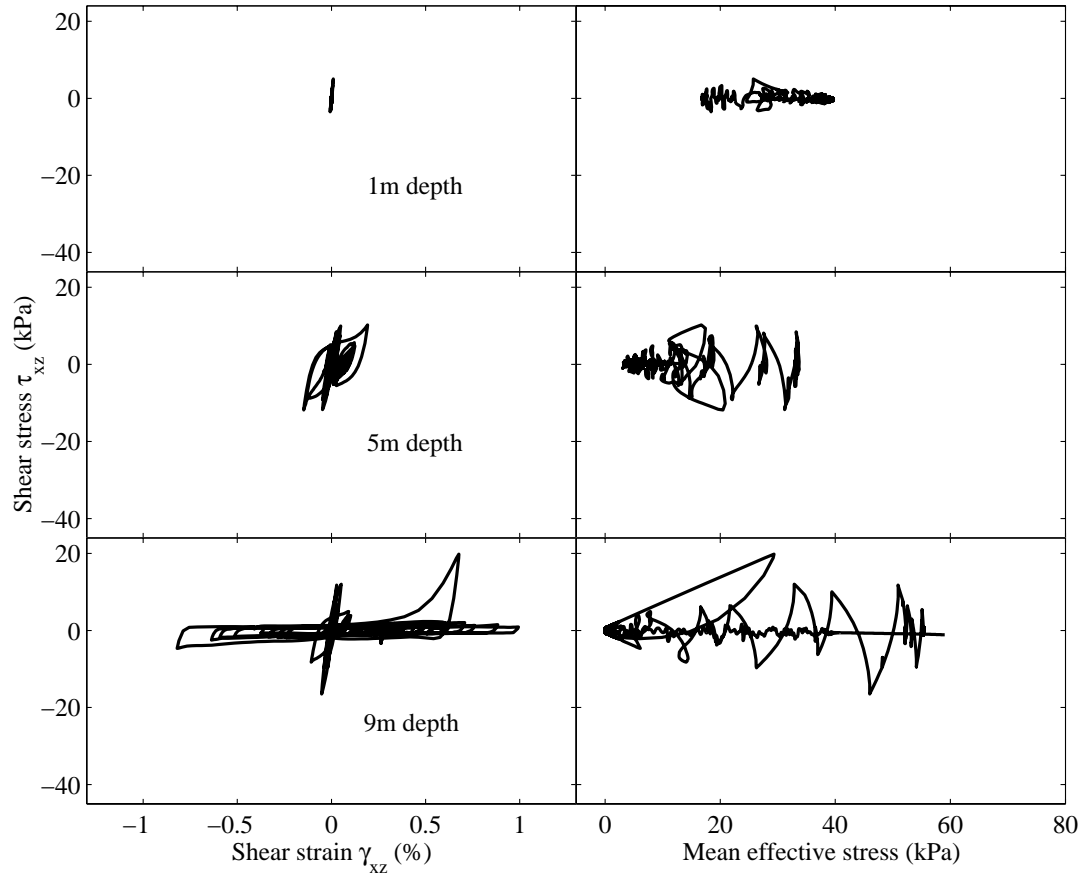 20
0
−20
−40
1m depth
20
0
−20
−40
5m depth
20
0
−20
−40
9m depth
Shear stress τxz (kPa)
−1 −0.5 0 0.5 1
0 20 40 60 80
Shear strain γxz (%)
Mean effective stress (kPa)